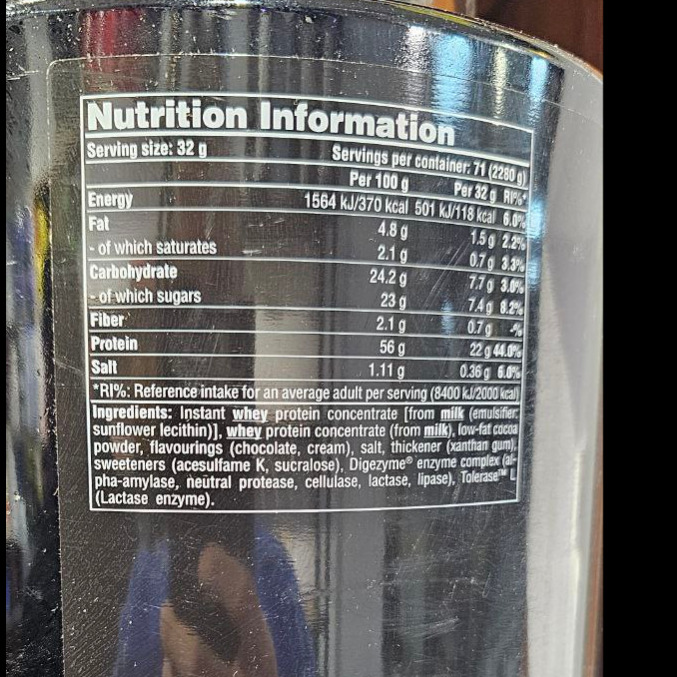 Nutrition Information
Serving size: 32 g Servings per container: 71 (2280 g)
Per 100 g Per 32 g RI%*
Energy 1564 kJ/370 kcal 501 kJ/118 kcal 6.0%
Fat 4.8 g 1.5 g 2.2%
- of which saturates 2.1 g 0.7 g 3.3%
Carbohydrate 24.2 g 7.7 g 3.0%
- of which sugars 23 g 7.4 g 8.2%
Fiber 2.1 g 0.7 g -%
Protein 56 g 22 g 44.0%
Salt 1.11 g 0.36 g 6.0%
*RI%: Reference intake for an average adult per serving (8400 kJ/2000 kcal)
Ingredients: Instant whey protein concentrate [from milk (emulsifier:
sunflower lecithin)], whey protein concentrate (from milk), low-fat cocoa
powder, flavourings (chocolate, cream), salt, thickener (xanthan gum),
sweeteners (acesulfame K, sucralose), Digezyme® enzyme complex (al-
pha-amylase, neutral protease, cellulase, lactase, lipase), Tolerase™ L
(Lactase enzyme).